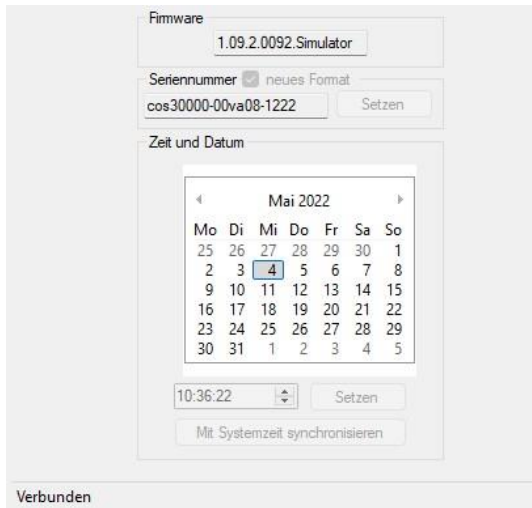 Firmware
1.09.2.0092.Simulator
Seriennummer neues Format
cos30000-00va08-1222 Setzen
Zeit und Datum
Mai 2022
Mo Di Mi Do Fr Sa So
25 26 27 28 29 30 1
2 3 4 5 6 7 8
9 10 11 12 13 14 15
16 17 18 19 20 21 22
23 24 25 26 27 28 29
30 31 1 2 3 4 5
10:36:22 Setzen
Mit Systemzeit synchronisieren
Verbunden